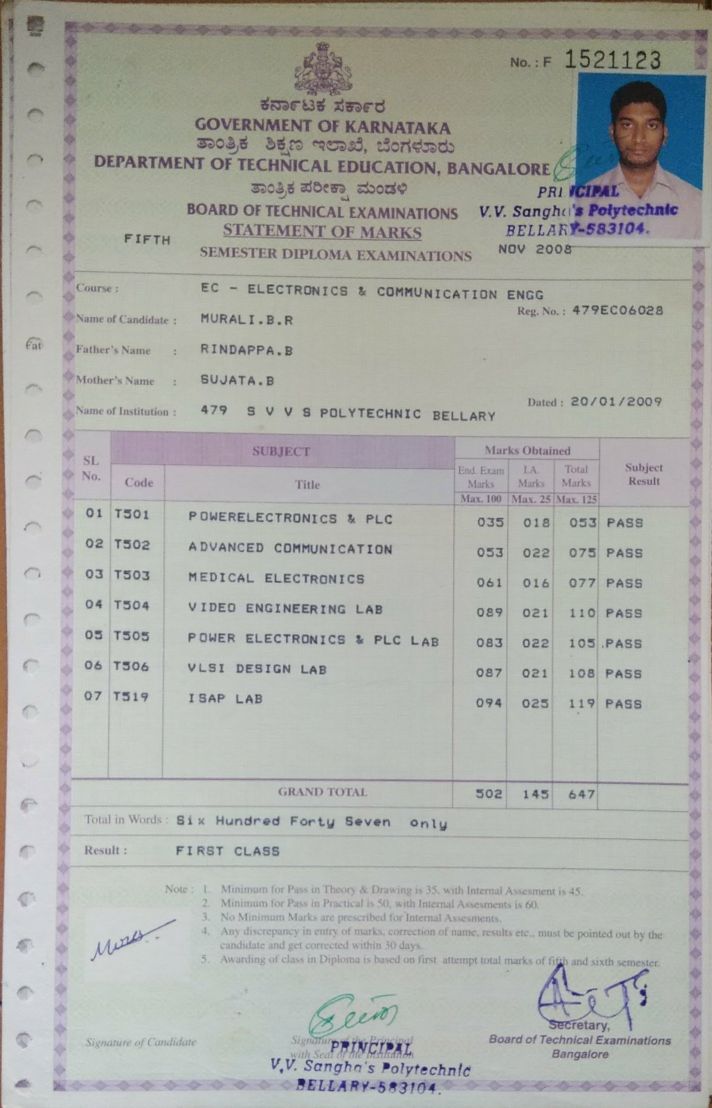 No. : F 1521123
ಕರ್ನಾಟಕ ಸರ್ಕಾರ
GOVERNMENT OF KARNATAKA
ತಾಂತ್ರಿಕ ಶಿಕ್ಷಣ ಇಲಾಖೆ, ಬೆಂಗಳೂರು
DEPARTMENT OF TECHNICAL EDUCATION, BANGALORE
ತಾಂತ್ರಿಕ ಪರೀಕ್ಷಾ ಮಂಡಳಿ
PRINCIPAL
BOARD OF TECHNICAL EXAMINATIONS
V.V. Sangha's Polytechnic
STATEMENT OF MARKS
BELLARY-583104.
FIFTH
SEMESTER DIPLOMA EXAMINATIONS
NOV 2008
Course : EC - ELECTRONICS & COMMUNICATION ENGG
Name of Candidate : MURALI.B.R
Reg. No. : 479EC06028
Father's Name : RINDAPPA.B
Mother's Name : SUJATA.B
Name of Institution : 479 S V V S POLYTECHNIC BELLARY
Dated : 20/01/2009
SL No. SUBJECT Marks Obtained Subject Result
Code Title End. Exam Marks I.A. Marks Total Marks
Max. 100 Max. 25 Max. 125
01 T501 POWERELECTRONICS & PLC 035 018 053 PASS
02 T502 ADVANCED COMMUNICATION 053 022 075 PASS
03 T503 MEDICAL ELECTRONICS 061 016 077 PASS
04 T504 VIDEO ENGINEERING LAB 089 021 110 PASS
05 T505 POWER ELECTRONICS & PLC LAB 083 022 105 .PASS
06 T506 VLSI DESIGN LAB 087 021 108 PASS
07 T519 ISAP LAB 094 025 119 PASS
GRAND TOTAL 502 145 647
Total in Words : Six Hundred Forty Seven only
Result : FIRST CLASS
Note : 1. Minimum for Pass in Theory & Drawing is 35, with Internal Assesment is 45.
2. Minimum for Pass in Practical is 50, with Internal Assesments is 60.
3. No Minimum Marks are prescribed for Internal Assesments.
4. Any discrepancy in entry of marks, correction of name, results etc., must be pointed out by the
candidate and get corrected within 30 days.
5. Awarding of class in Diploma is based on first attempt total marks of fifth and sixth semester.
Signature of Candidate
Signature of the Principal
with Seal of the Institution
PRINCIPAL
V.V. Sangha's Polytechnic
BELLARY-583104.
Secretary,
Board of Technical Examinations
Bangalore